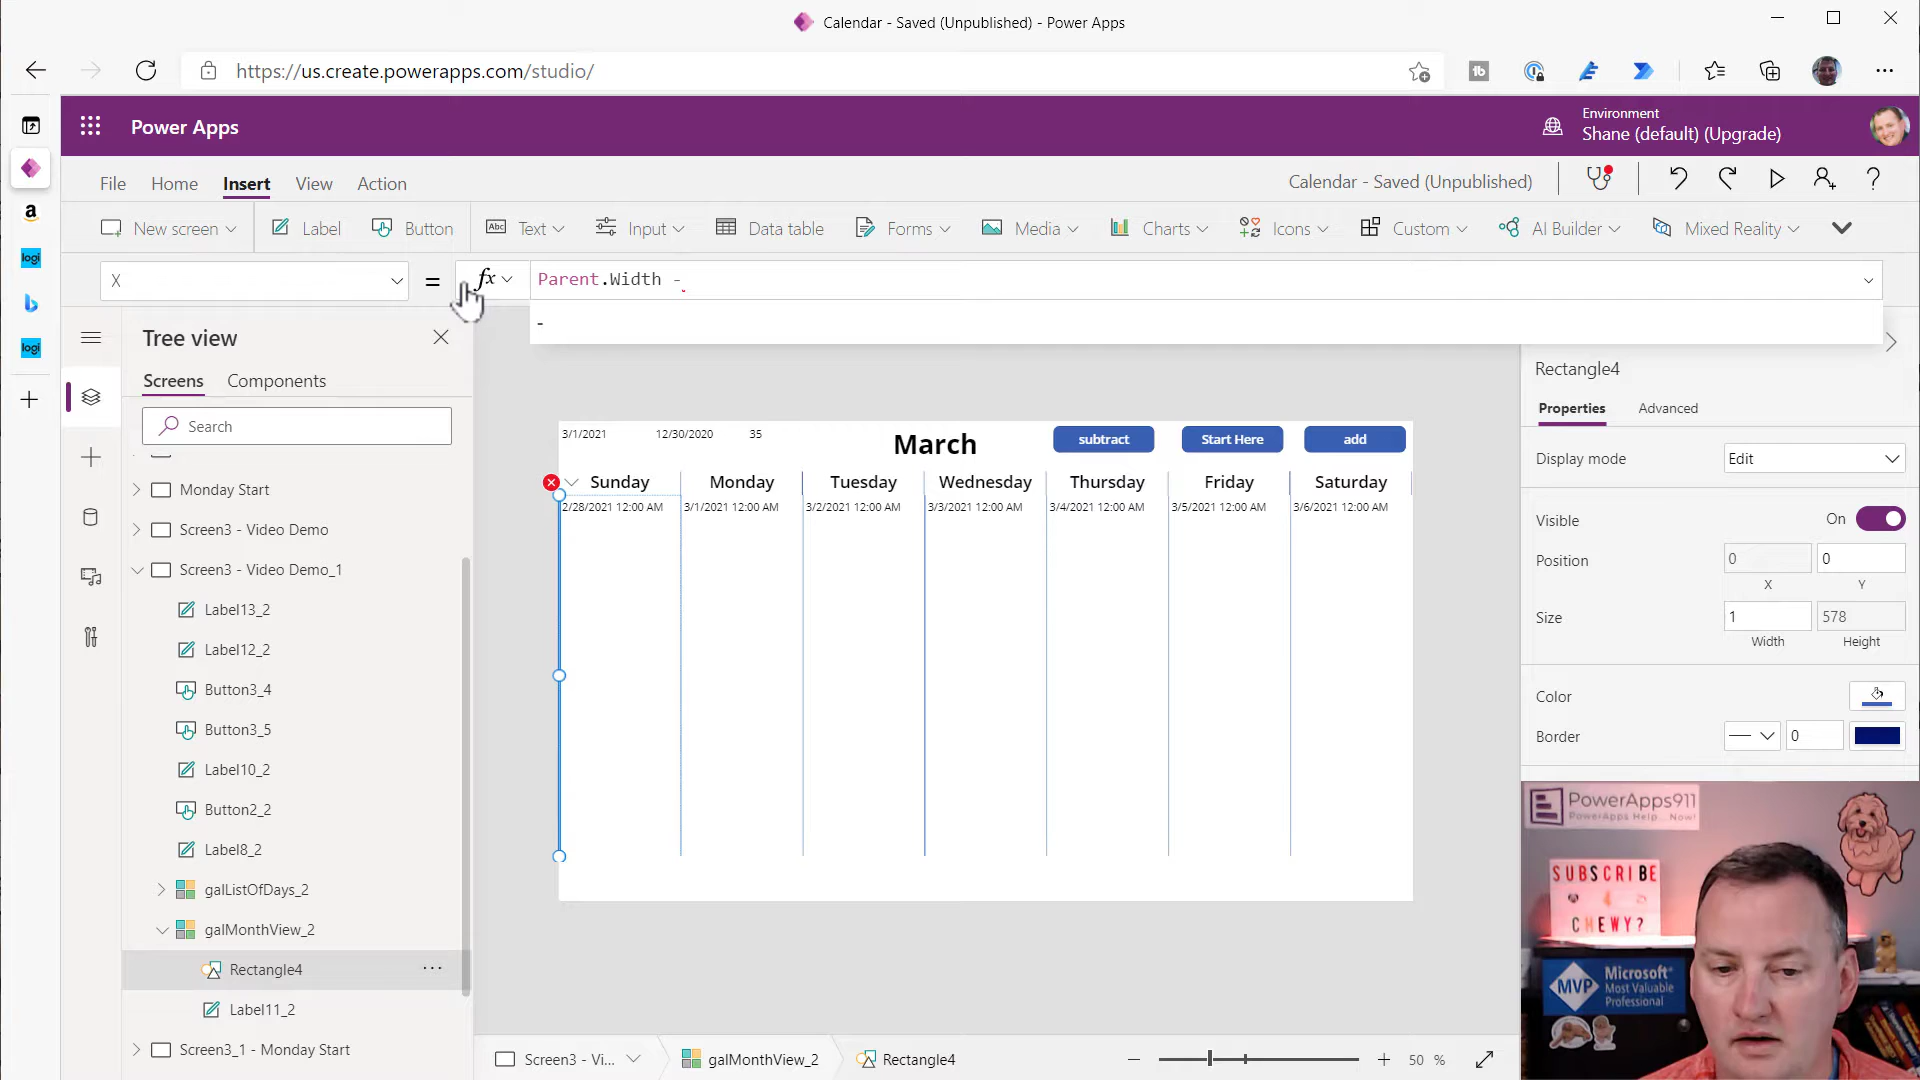 Calendar - Saved (Unpublished) - Power Apps
https://us.create.powerapps.com/studio/
Power Apps
Environment
Shane (default) (Upgrade)
File Home Insert View Action
Calendar - Saved (Unpublished)
New screen Label Button Text Input Data table Forms Media Charts Icons Custom AI Builder Mixed Reality
X = fx Parent.Width -
-
Tree view
Screens Components
Search
Monday Start
Screen3 - Video Demo
Screen3 - Video Demo_1
Label13_2
Label12_2
Button3_4
Button3_5
Label10_2
Button2_2
Label8_2
galListOfDays_2
galMonthView_2
Rectangle4
Label11_2
Screen3_1 - Monday Start
3/1/2021 12/30/2020 35 March subtract Start Here add
Sunday Monday Tuesday Wednesday Thursday Friday Saturday
2/28/2021 12:00 AM 3/1/2021 12:00 AM 3/2/2021 12:00 AM 3/3/2021 12:00 AM 3/4/2021 12:00 AM 3/5/2021 12:00 AM 3/6/2021 12:00 AM
Screen3 - Vi... galMonthView_2 Rectangle4
50 %
Rectangle4
Properties Advanced
Display mode Edit
Visible On
Position 0 0
X Y
Size 1 578
Width Height
Color
Border 0
PowerApps911
PowerApps Help...Now!
SUBSCRIBE
4
CHEWY?
MVP Microsoft®
Most Valuable
Professional
a
logi
b
logi
Abc